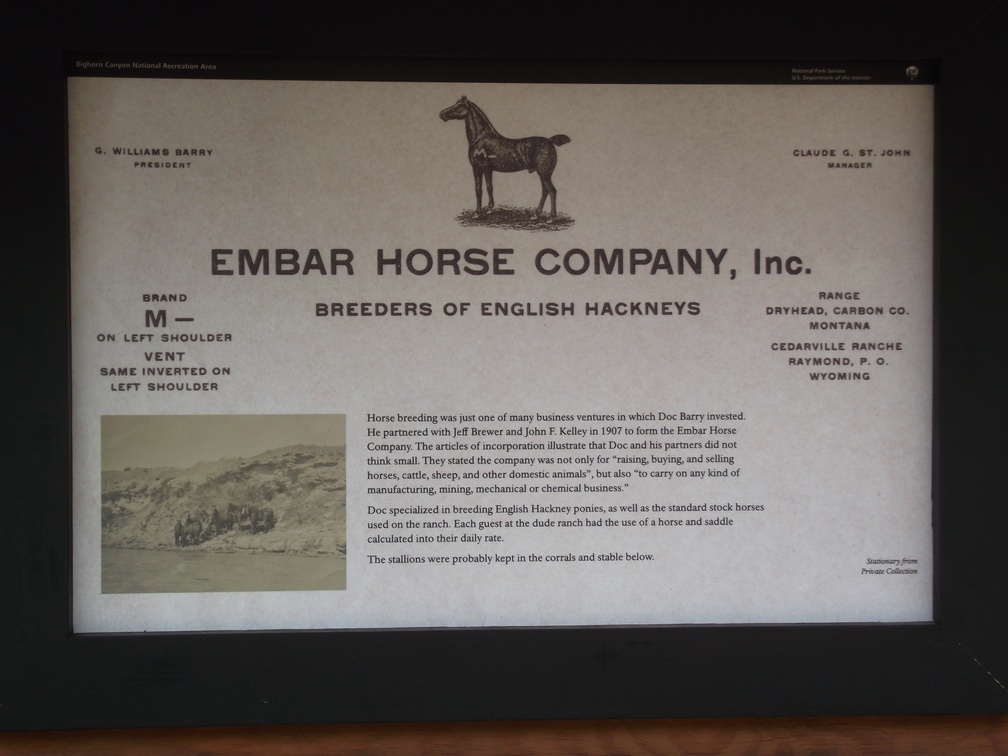 Bighorn Canyon National Recreation Area
National Park Service
U.S. Department of the Interior
G. WILLIAMS BARRY
PRESIDENT
CLAUDE G. ST. JOHN
MANAGER
EMBAR HORSE COMPANY, Inc.
BREEDERS OF ENGLISH HACKNEYS
BRAND
M —
ON LEFT SHOULDER
VENT
SAME INVERTED ON
LEFT SHOULDER
RANGE
DRYHEAD, CARBON CO.
MONTANA
CEDARVILLE RANCHE
RAYMOND, P. O.
WYOMING
Horse breeding was just one of many business ventures in which Doc Barry invested.
He partnered with Jeff Brewer and John F. Kelley in 1907 to form the Embar Horse
Company. The articles of incorporation illustrate that Doc and his partners did not
think small. They stated the company was not only for “raising, buying, and selling
horses, cattle, sheep, and other domestic animals”, but also “to carry on any kind of
manufacturing, mining, mechanical or chemical business.”
Doc specialized in breeding English Hackney ponies, as well as the standard stock horses
used on the ranch. Each guest at the dude ranch had the use of a horse and saddle
calculated into their daily rate.
The stallions were probably kept in the corrals and stable below.
Stationary from
Private Collection